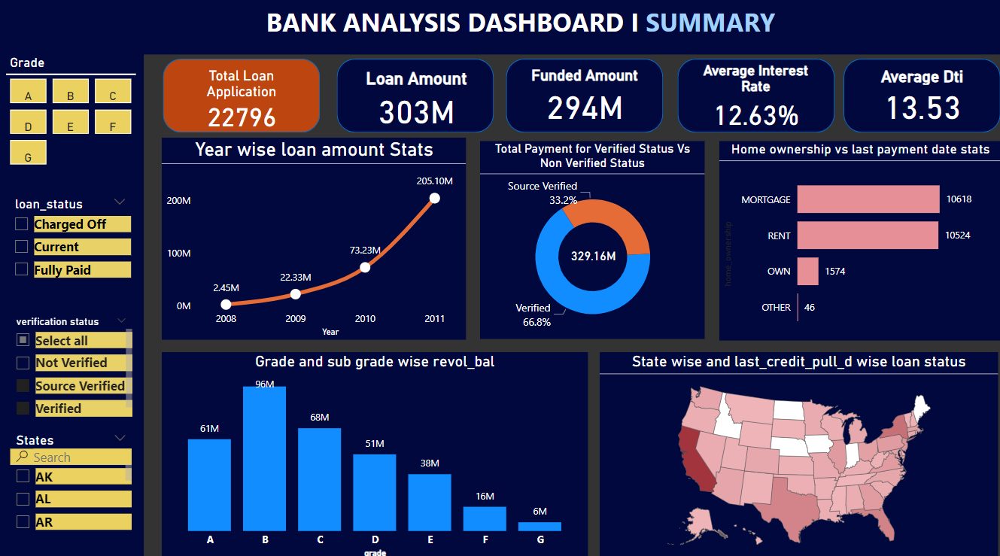 BANK ANALYSIS DASHBOARD I SUMMARY
Grade
A B C
D E F
G
loan_status
Charged Off
Current
Fully Paid
verification status
Select all
Not Verified
Source Verified
Verified
States
Search
AK
AL
AR
Total Loan
Application
22796
Loan Amount
303M
Funded Amount
294M
Average Interest
Rate
12.63%
Average Dti
13.53
Year wise loan amount Stats
200M
100M
0M
2.45M
22.33M
73.23M
205.10M
2008 2009 2010 2011
Year
Total Payment for Verified Status Vs
Non Verified Status
Source Verified
33.2%
329.16M
Verified
66.8%
Home ownership vs last payment date stats
home_ownership
MORTGAGE 10618
RENT 10524
OWN 1574
OTHER 46
Grade and sub grade wise revol_bal
61M 96M 68M 51M 38M 16M 6M
A B C D E F G
grade
State wise and last_credit_pull_d wise loan status